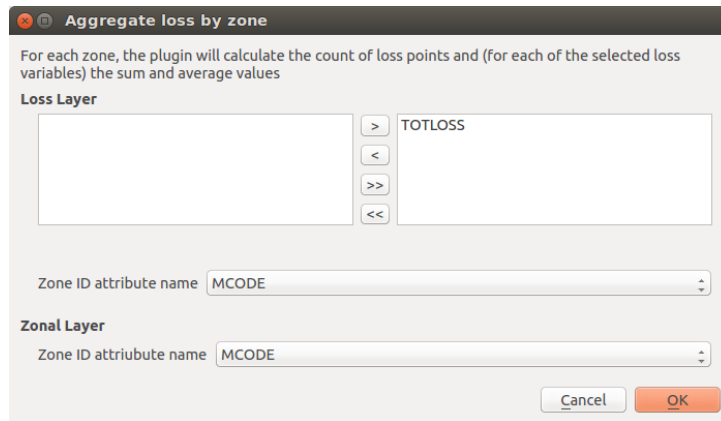 Aggregate loss by zone
For each zone, the plugin will calculate the count of loss points and (for each of the selected loss
variables) the sum and average values
Loss Layer
> TOTLOSS
<
>>
<<
Zone ID attribute name MCODE
Zonal Layer
Zone ID attriubute name MCODE
Cancel OK